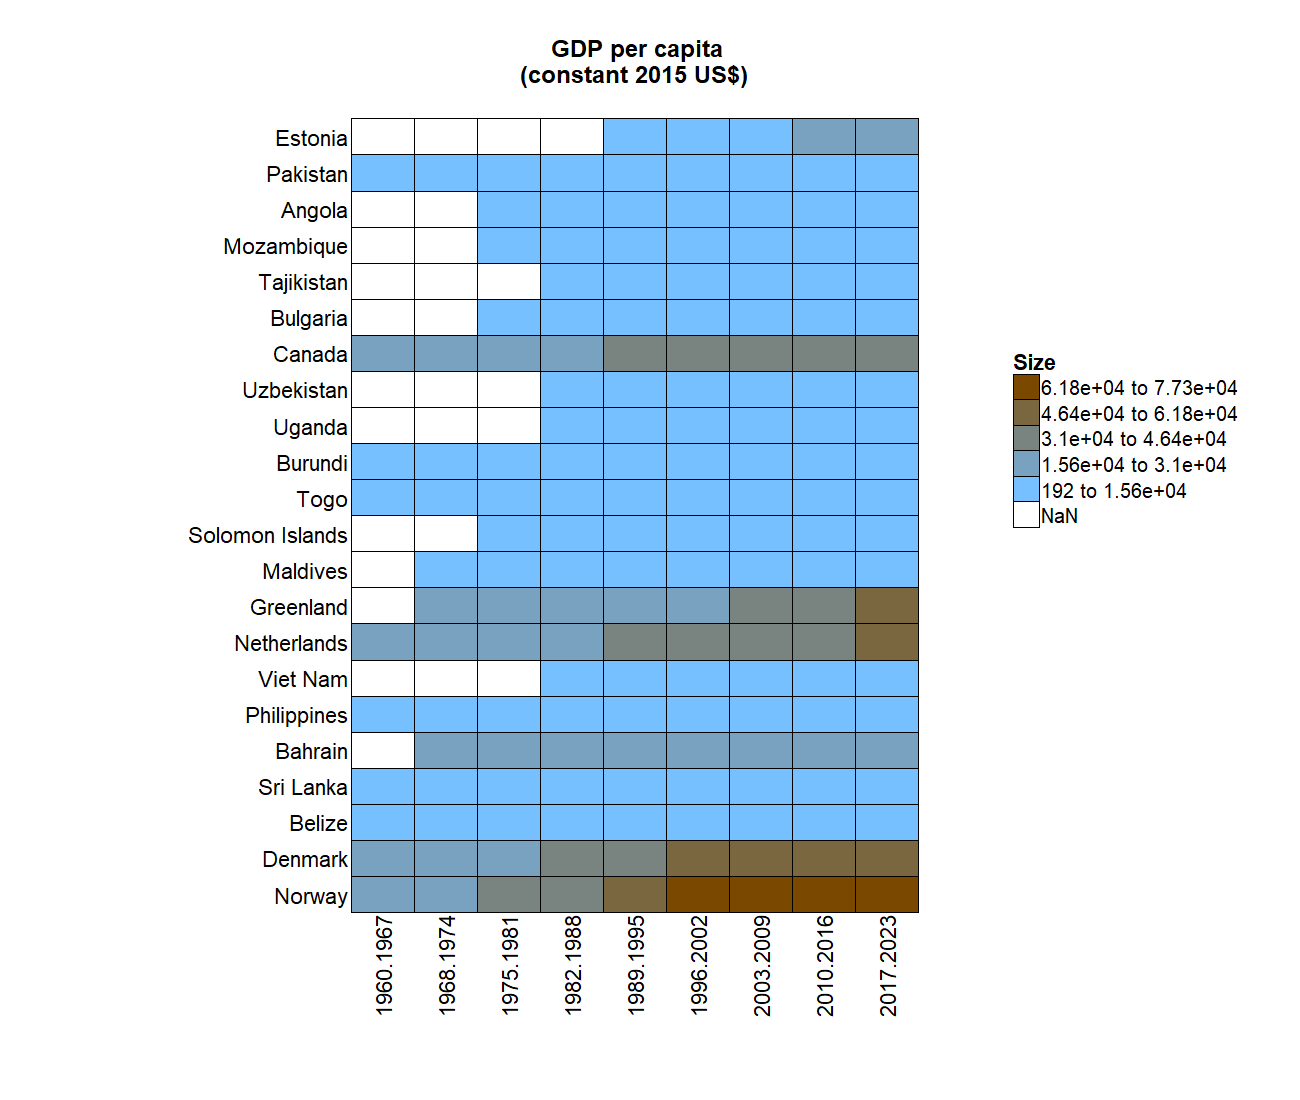 GDP per capita
(constant 2015 US$)
Estonia
Pakistan
Angola
Mozambique
Tajikistan
Bulgaria
Canada
Uzbekistan
Uganda
Burundi
Togo
Solomon Islands
Maldives
Greenland
Netherlands
Viet Nam
Philippines
Bahrain
Sri Lanka
Belize
Denmark
Norway
1960.1967
1968.1974
1975.1981
1982.1988
1989.1995
1996.2002
2003.2009
2010.2016
2017.2023
Size
6.18e+04 to 7.73e+04
4.64e+04 to 6.18e+04
3.1e+04 to 4.64e+04
1.56e+04 to 3.1e+04
192 to 1.56e+04
NaN